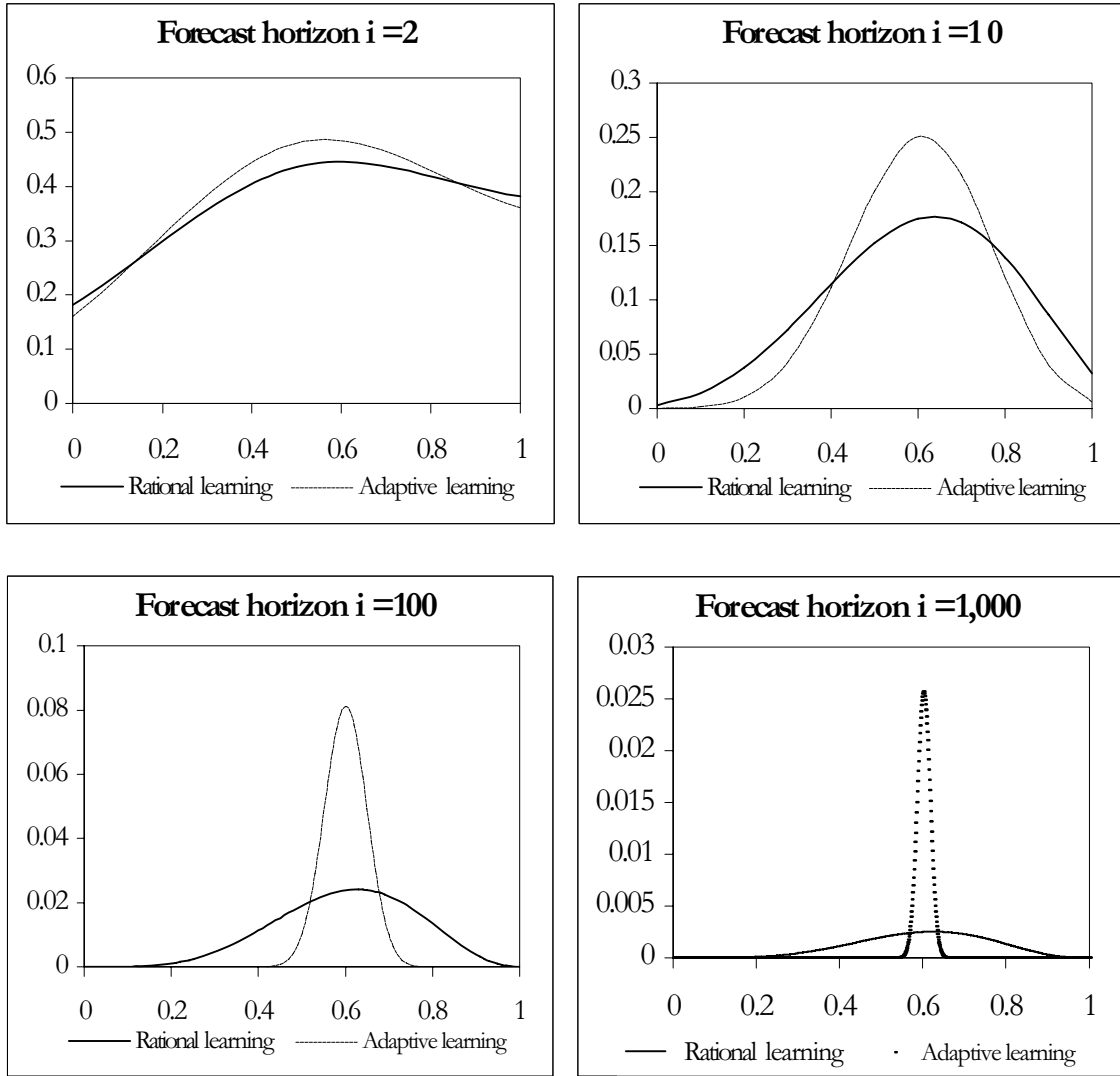 Forecast horizon i =2
0.6
0.5
0.4
0.3
0.2
0.1
0
0 0.2 0.4 0.6 0.8 1
Rational learning Adaptive learning
Forecast horizon i =1 0
0.3
0.25
0.2
0.15
0.1
0.05
0
0 0.2 0.4 0.6 0.8 1
Rational learning Adaptive learning
Forecast horizon i =100
0.1
0.08
0.06
0.04
0.02
0
0 0.2 0.4 0.6 0.8 1
Rational learning Adaptive learning
Forecast horizon i =1,000
0.03
0.025
0.02
0.015
0.01
0.005
0
0 0.2 0.4 0.6 0.8 1
Rational learning Adaptive learning